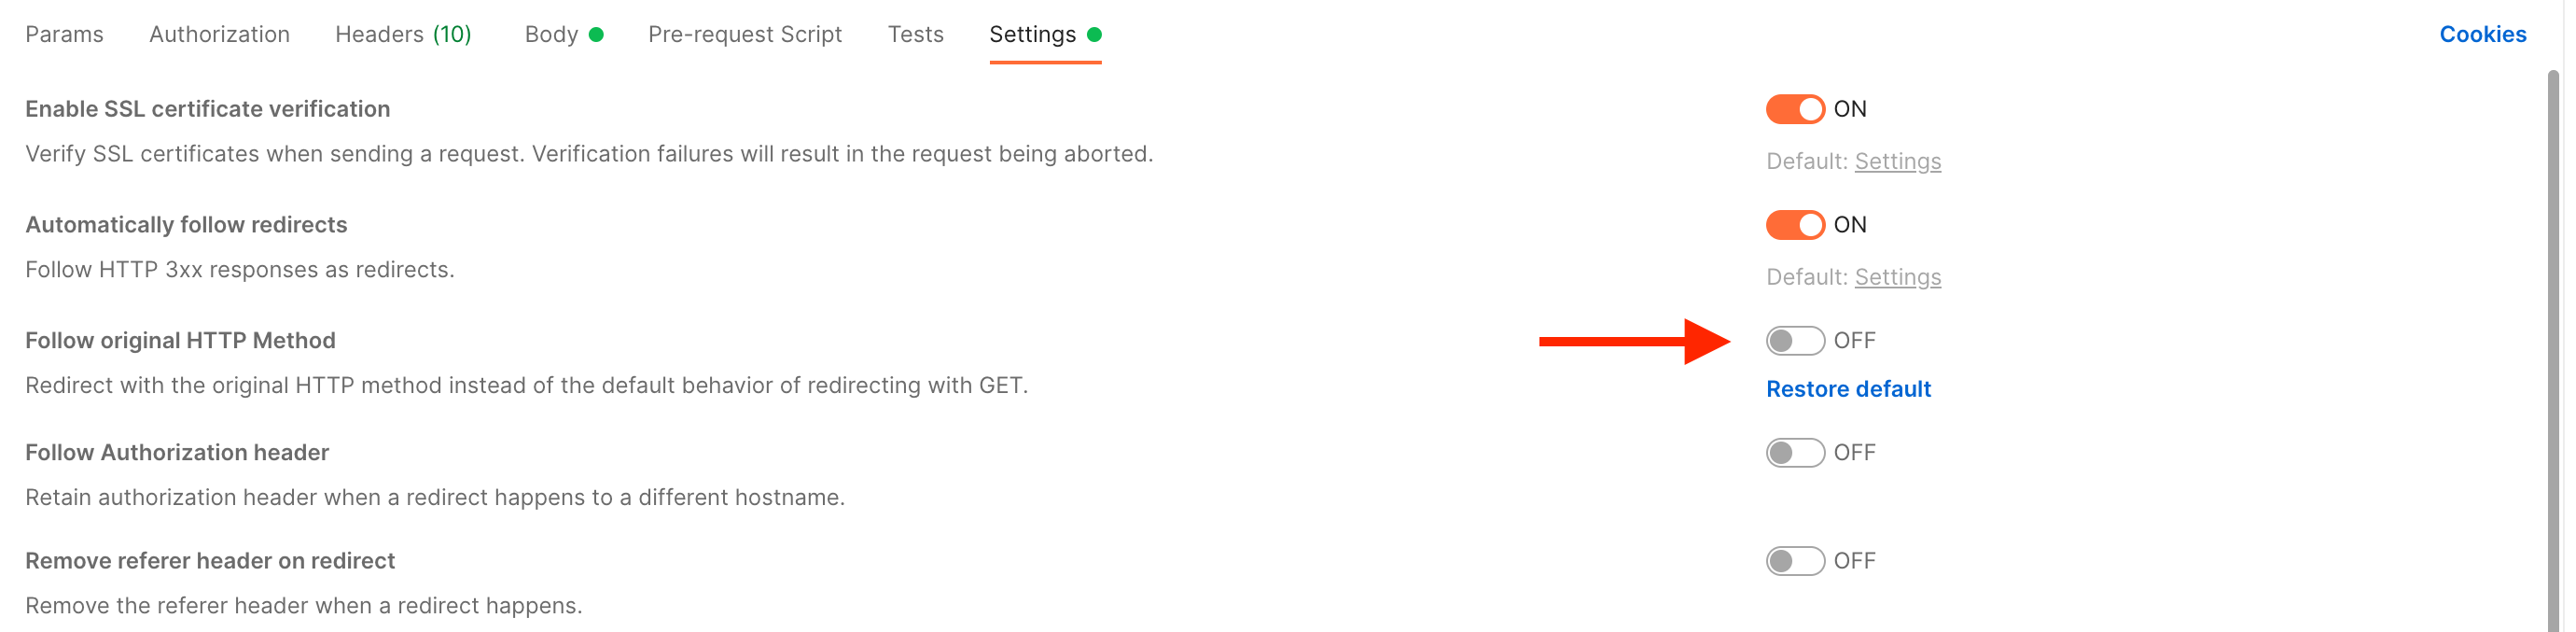 Params Authorization Headers (10) Body Pre-request Script Tests Settings Cookies
Enable SSL certificate verification ON
Verify SSL certificates when sending a request. Verification failures will result in the request being aborted.
Default: Settings
Automatically follow redirects ON
Follow HTTP 3xx responses as redirects.
Default: Settings
Follow original HTTP Method OFF
Redirect with the original HTTP method instead of the default behavior of redirecting with GET.
Restore default
Follow Authorization header OFF
Retain authorization header when a redirect happens to a different hostname.
Remove referer header on redirect OFF
Remove the referer header when a redirect happens.